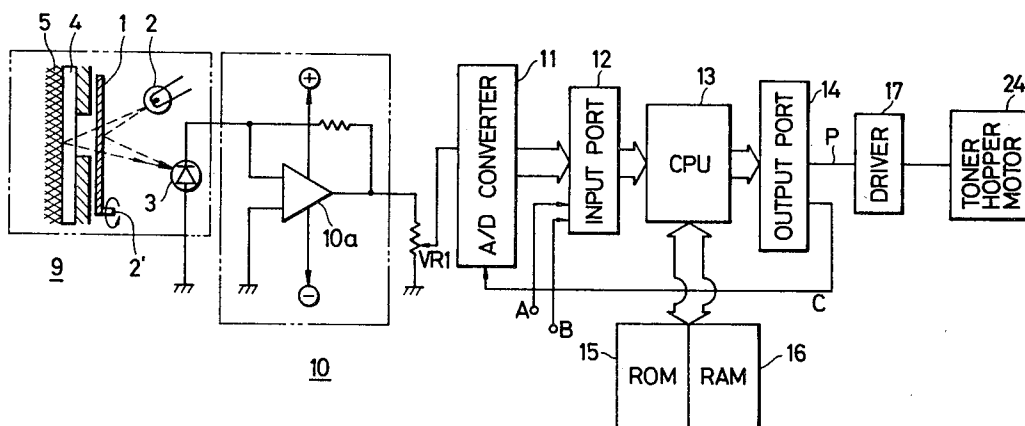 5 4 1 2
3
2'
9
+
10a
−
VR1
10
11
A/D CONVERTER
12
INPUT PORT
A
B
13
CPU
14
OUTPUT PORT
P
C
17
DRIVER
24
TONER
HOPPER
MOTOR
15
ROM
RAM
16